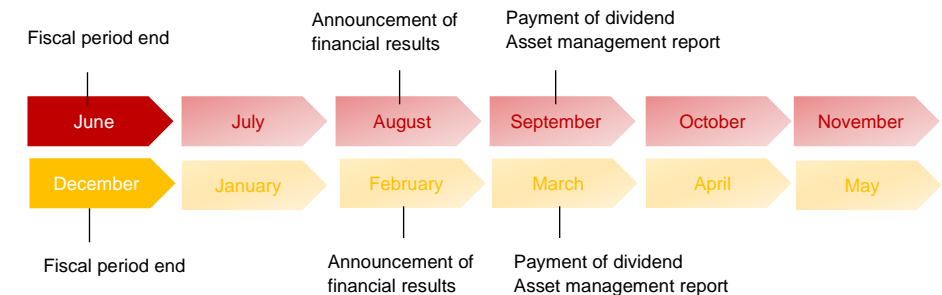 Fiscal period end
Announcement of
financial results
Payment of dividend
Asset management report
June
July
August
September
October
November
December
January
February
March
April
May
Fiscal period end
Announcement of
financial results
Payment of dividend
Asset management report